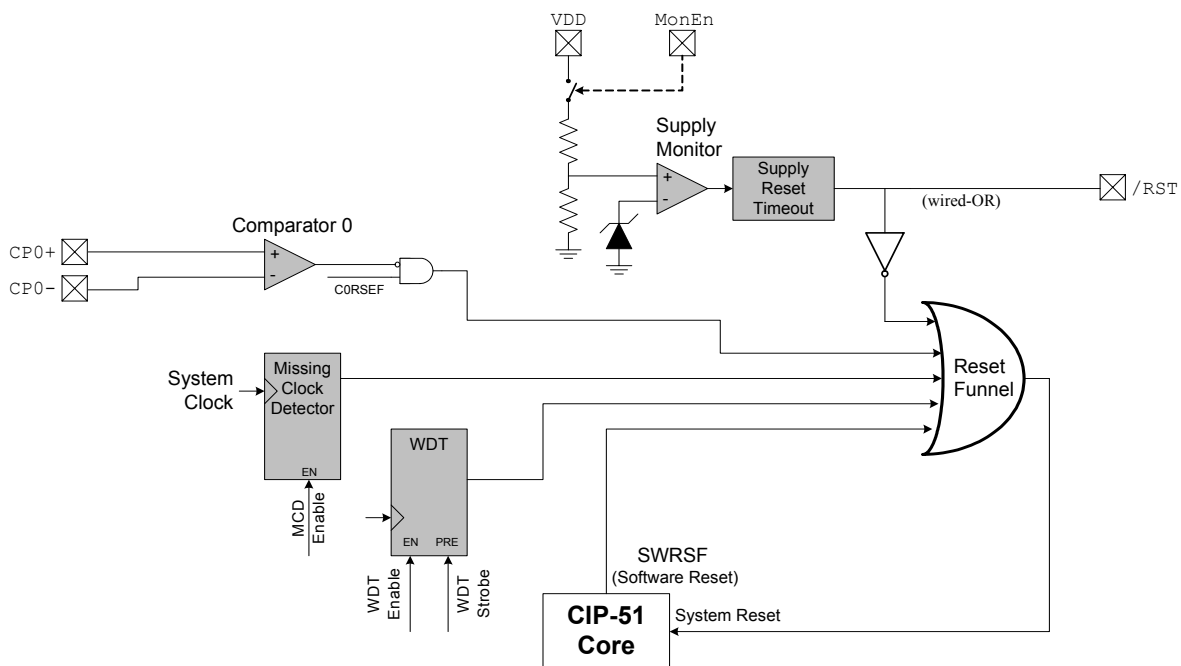 VDD
MonEn
Supply
Monitor
+
-
Supply
Reset
Timeout
(wired-OR)
/RST
Comparator 0
CP0+
CP0-
+
-
C0RSEF
System
Clock
Missing
Clock
Detector
EN
MCD
Enable
WDT
EN
PRE
WDT
Enable
WDT
Strobe
Reset
Funnel
SWRSF
(Software Reset)
CIP-51
Core
System Reset